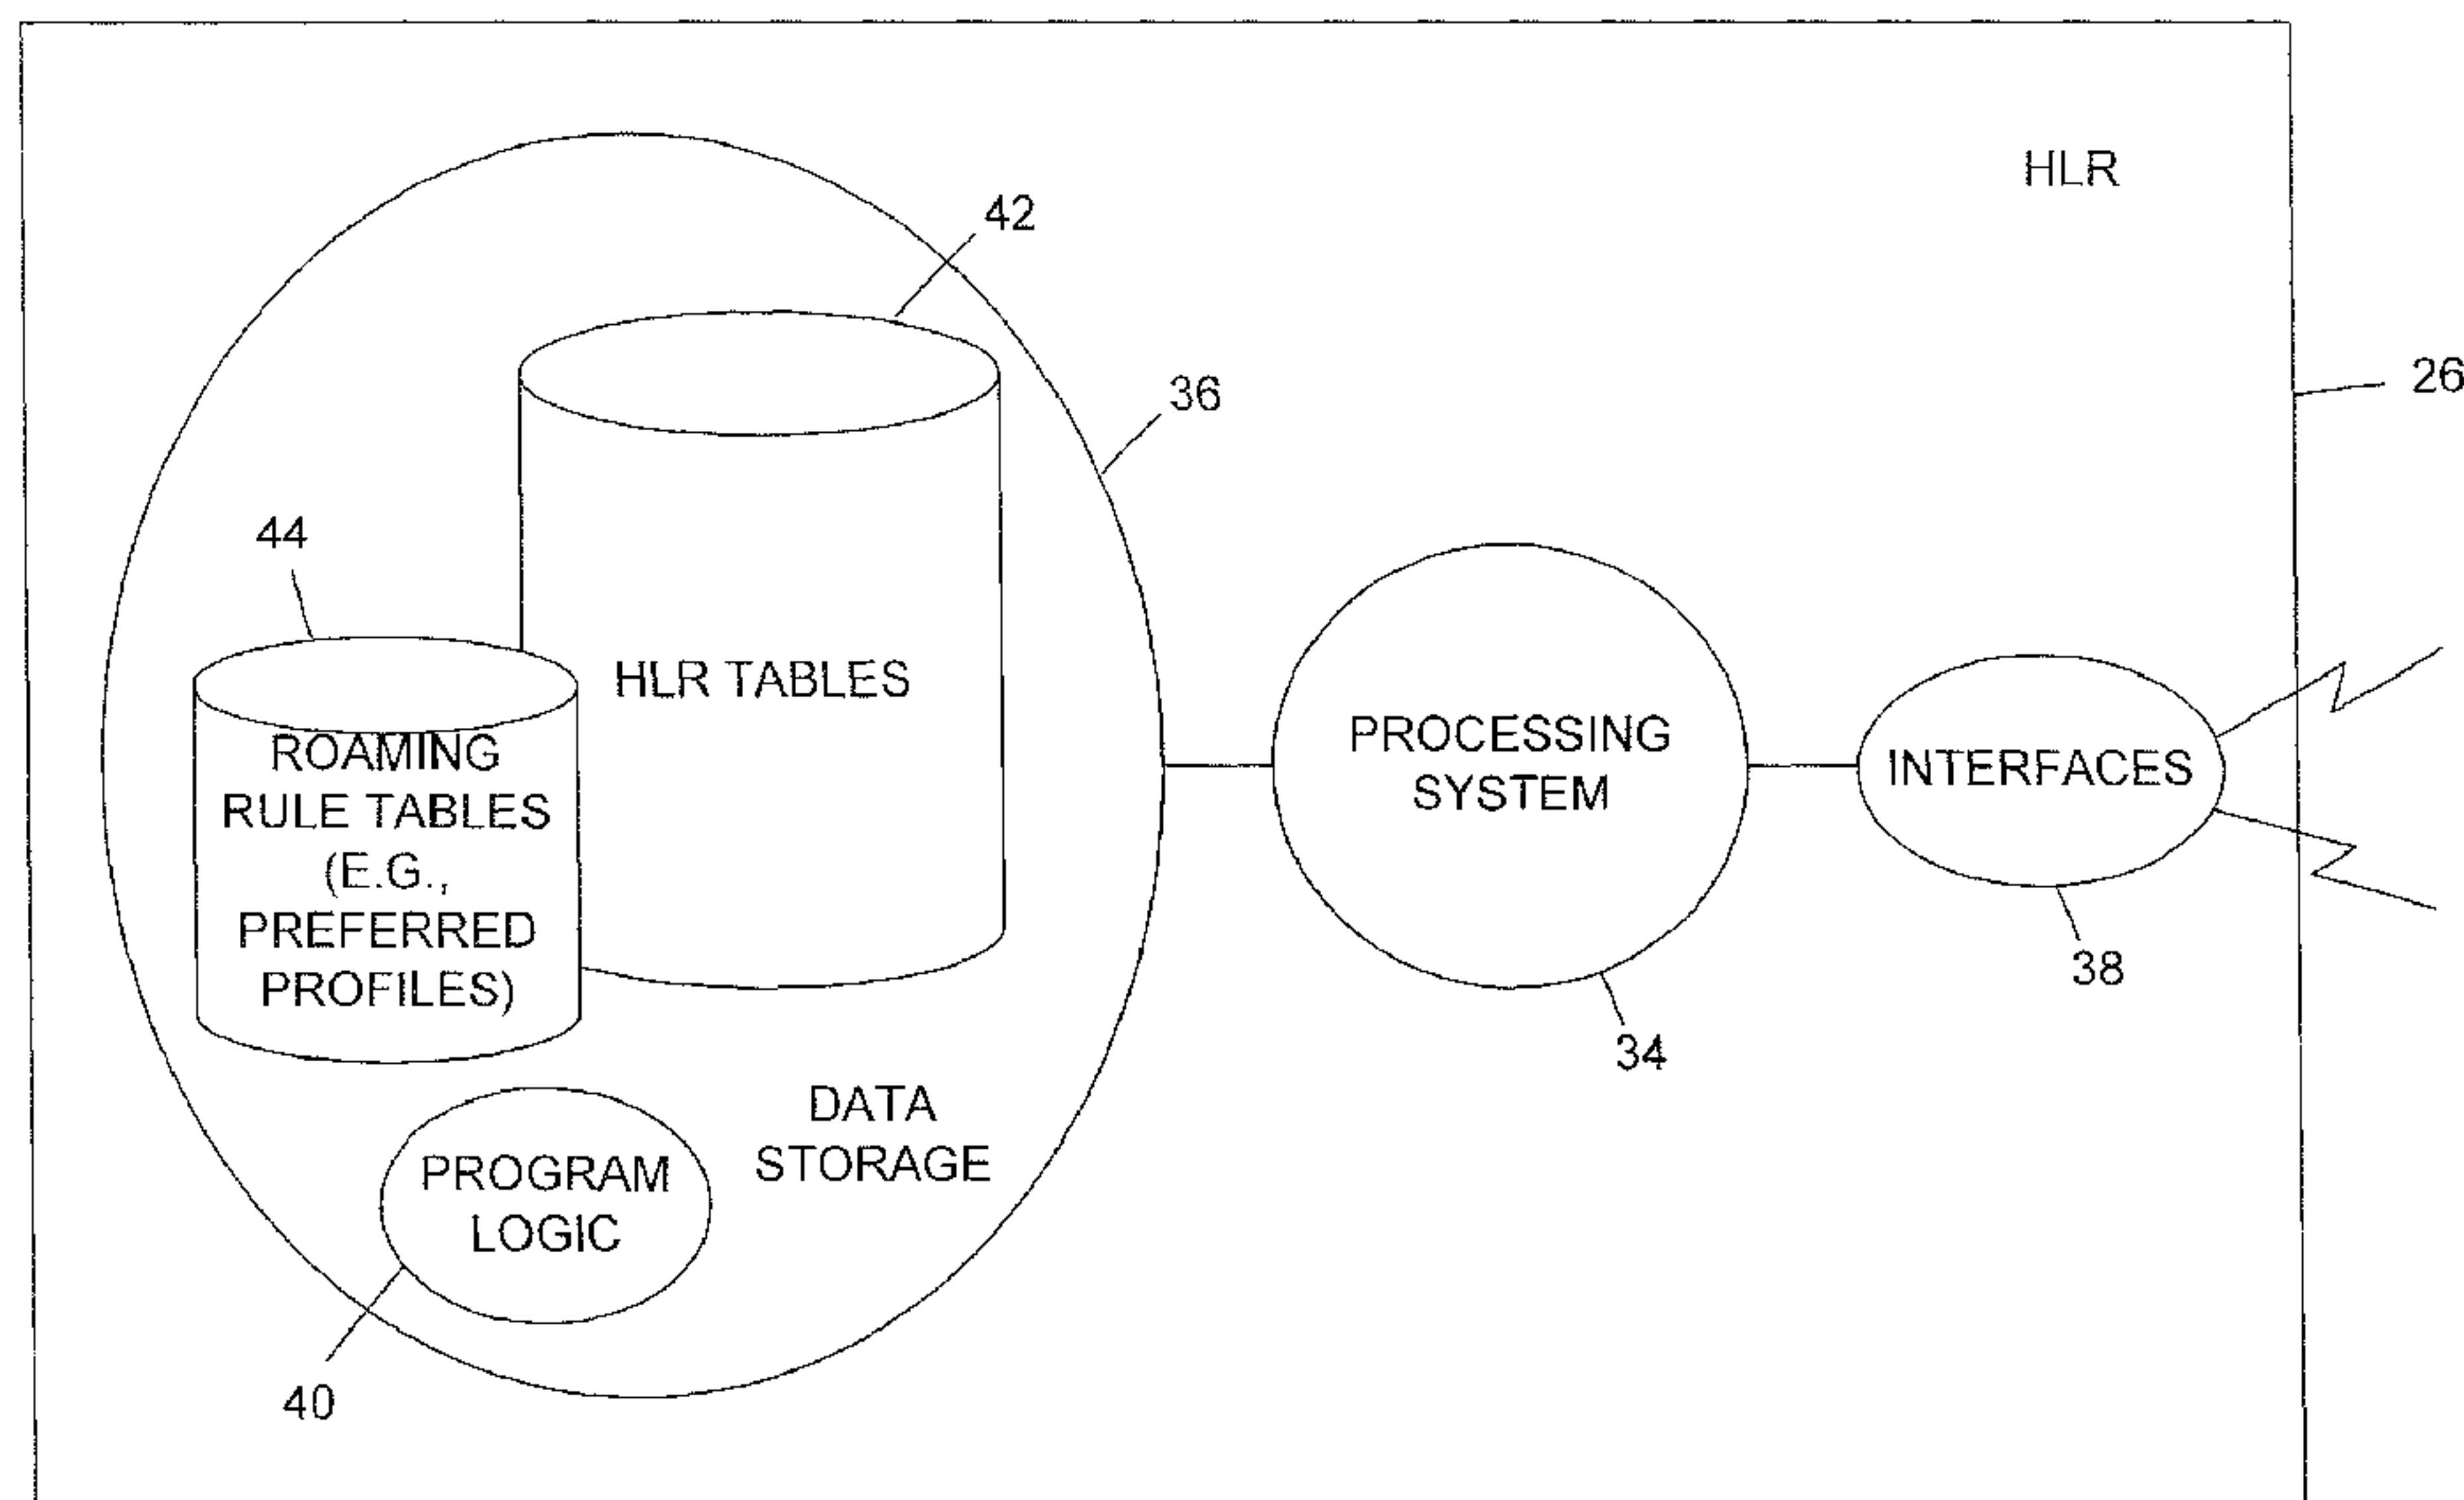 HLR
42
36
26
44
HLR TABLES
ROAMING
RULE TABLES
(E.G.,
PREFERRED
PROFILES)
PROCESSING
SYSTEM
INTERFACES
38
34
DATA
STORAGE
PROGRAM
LOGIC
40